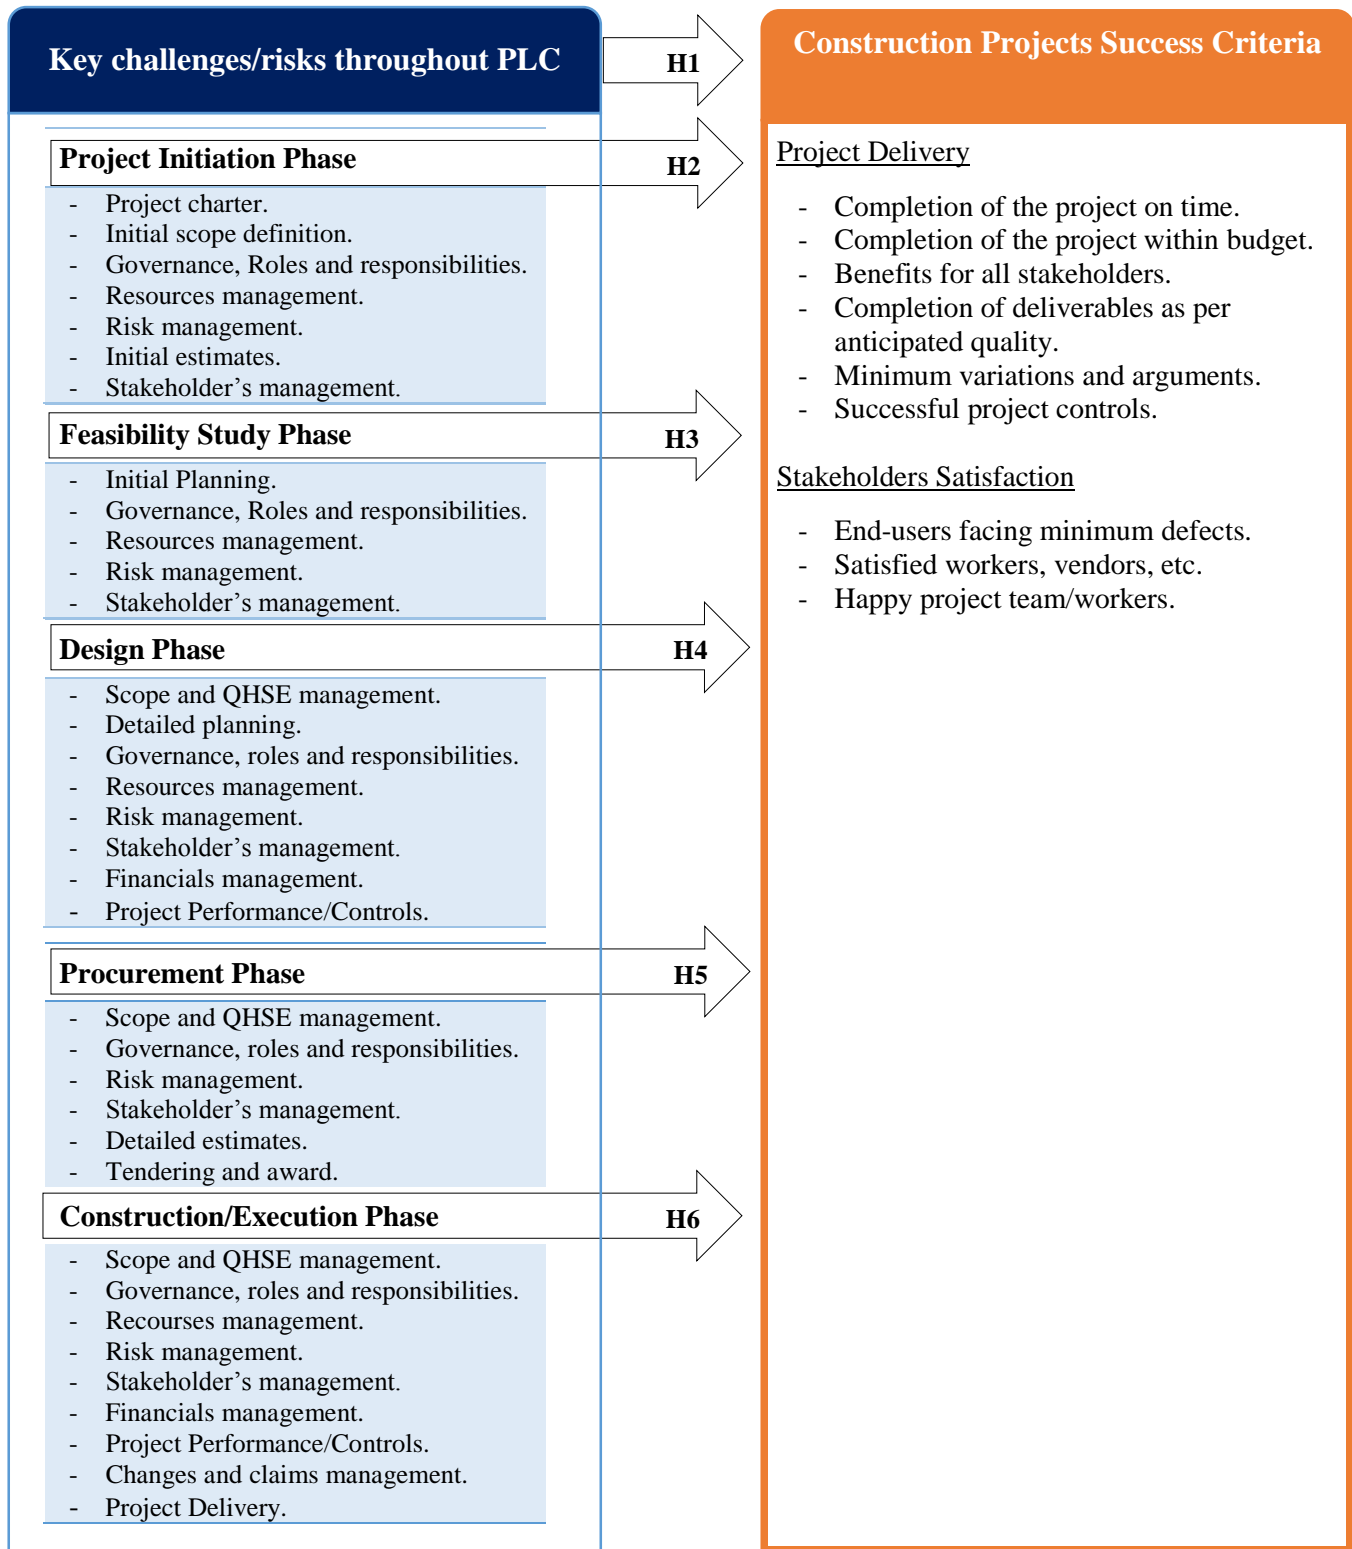 Key challenges/risks throughout PLC
H1
Construction Projects Success Criteria
Project Initiation Phase
H2
- Project charter.
- Initial scope definition.
- Governance, Roles and responsibilities.
- Resources management.
- Risk management.
- Initial estimates.
- Stakeholder’s management.
Feasibility Study Phase
H3
- Initial Planning.
- Governance, Roles and responsibilities.
- Resources management.
- Risk management.
- Stakeholder’s management.
Design Phase
H4
- Scope and QHSE management.
- Detailed planning.
- Governance, roles and responsibilities.
- Resources management.
- Risk management.
- Stakeholder’s management.
- Financials management.
- Project Performance/Controls.
Procurement Phase
H5
- Scope and QHSE management.
- Governance, roles and responsibilities.
- Risk management.
- Stakeholder’s management.
- Detailed estimates.
- Tendering and award.
Construction/Execution Phase
H6
- Scope and QHSE management.
- Governance, roles and responsibilities.
- Recourses management.
- Risk management.
- Stakeholder’s management.
- Financials management.
- Project Performance/Controls.
- Changes and claims management.
- Project Delivery.
Project Delivery
- Completion of the project on time.
- Completion of the project within budget.
- Benefits for all stakeholders.
- Completion of deliverables as per
anticipated quality.
- Minimum variations and arguments.
- Successful project controls.
Stakeholders Satisfaction
- End-users facing minimum defects.
- Satisfied workers, vendors, etc.
- Happy project team/workers.